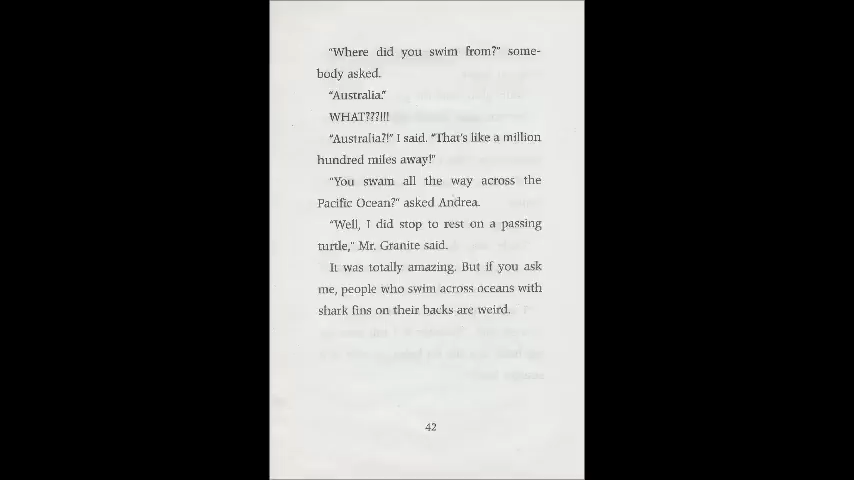 "Where did you swim from?" some-
body asked.
"Australia."
WHAT???!!!
"Australia?!" I said. "That's like a million
hundred miles away!"
"You swam all the way across the
Pacific Ocean?" asked Andrea.
"Well, I did stop to rest on a passing
turtle," Mr. Granite said.
It was totally amazing. But if you ask
me, people who swim across oceans with
shark fins on their backs are weird.
42